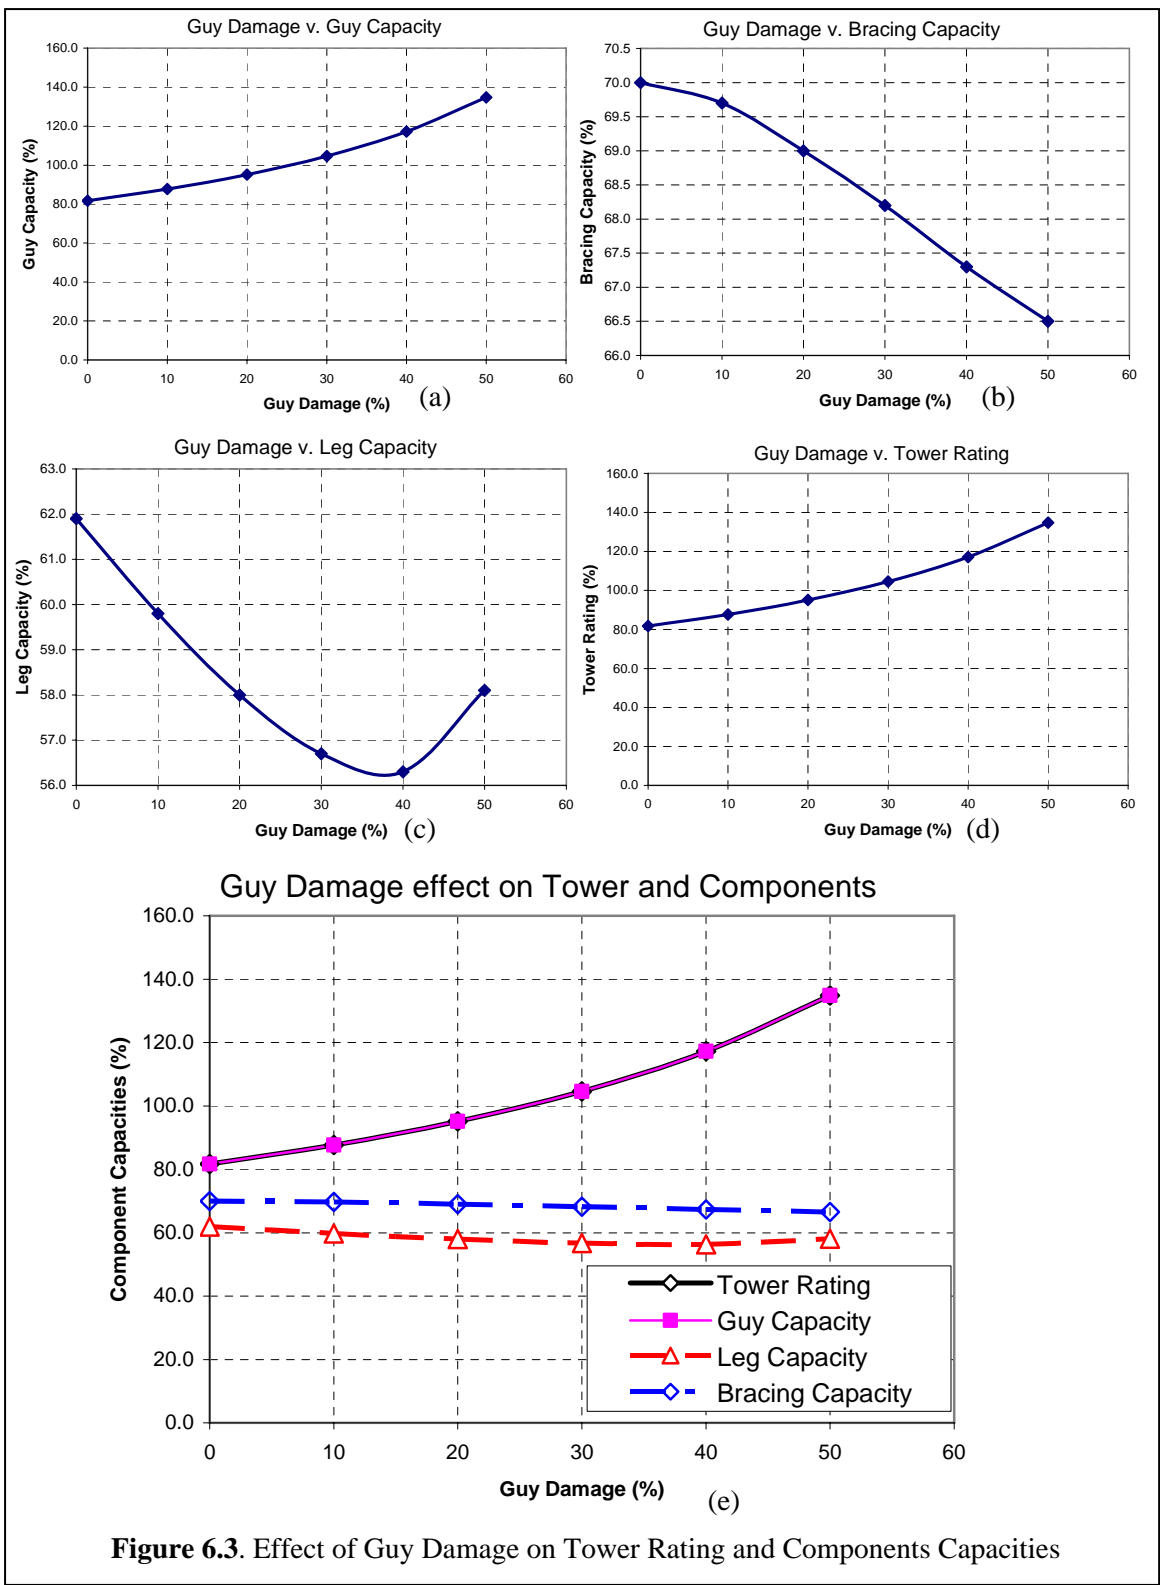 Guy Damage v. Guy Capacity
160.0
140.0
120.0
100.0
80.0
60.0
40.0
20.0
0.0
Guy Capacity (%)
0 10 20 30 40 50 60
Guy Damage (%)
(a)
Guy Damage v. Bracing Capacity
70.5
70.0
69.5
69.0
68.5
68.0
67.5
67.0
66.5
66.0
Bracing Capacity (%)
0 10 20 30 40 50 60
Guy Damage (%)
(b)
Guy Damage v. Leg Capacity
63.0
62.0
61.0
60.0
59.0
58.0
57.0
56.0
Leg Capacity (%)
0 10 20 30 40 50 60
Guy Damage (%)
(c)
Guy Damage v. Tower Rating
160.0
140.0
120.0
100.0
80.0
60.0
40.0
20.0
0.0
Tower Rating (%)
0 10 20 30 40 50 60
Guy Damage (%)
(d)
Guy Damage effect on Tower and Components
160.0
140.0
120.0
100.0
80.0
60.0
40.0
20.0
0.0
Component Capacities (%)
Tower Rating
Guy Capacity
Leg Capacity
Bracing Capacity
0 10 20 30 40 50 60
Guy Damage (%)
(e)
Figure 6.3. Effect of Guy Damage on Tower Rating and Components Capacities